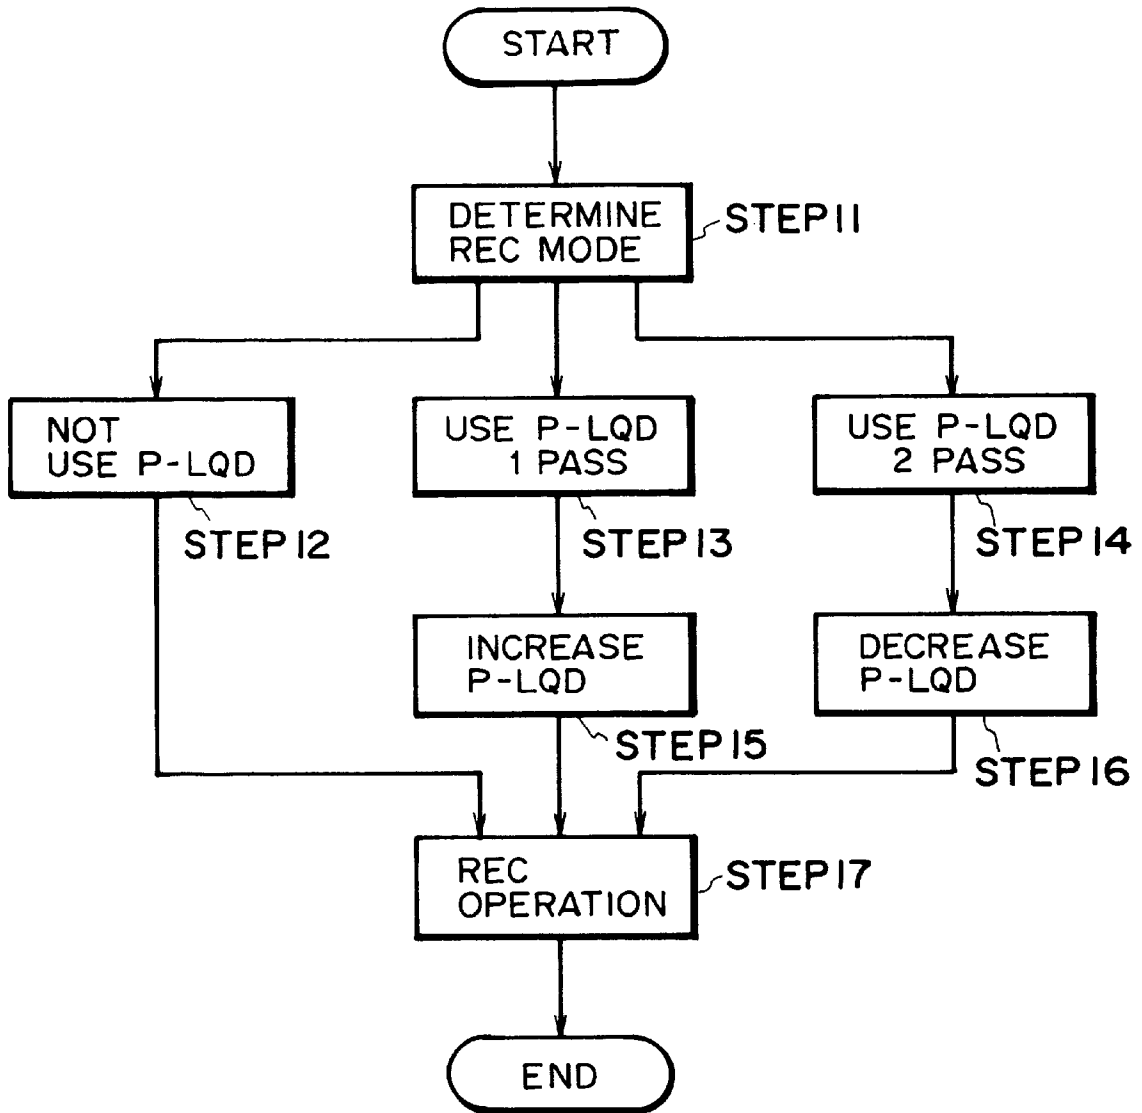 START
DETERMINE
REC MODE
STEP11
NOT
USE P-LQD
STEP12
USE P-LQD
1 PASS
STEP13
USE P-LQD
2 PASS
STEP14
INCREASE
P-LQD
STEP15
DECREASE
P-LQD
STEP16
REC
OPERATION
STEP17
END